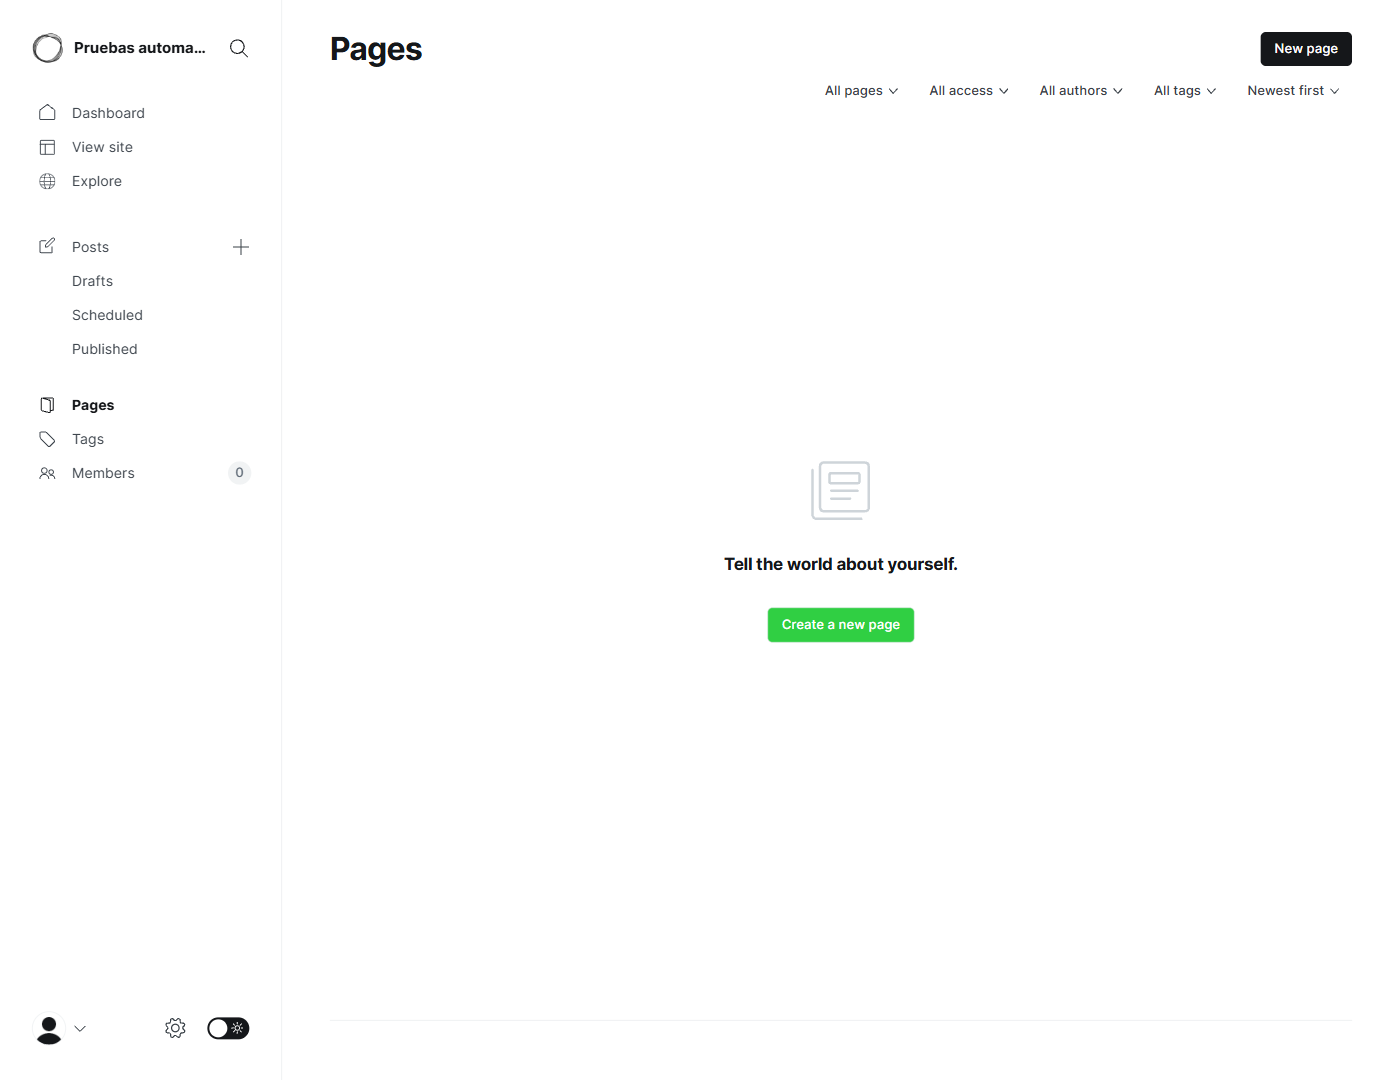 Pruebas automa...
Dashboard
View site
Explore
Posts
Drafts
Scheduled
Published
Pages
Tags
Members 0
Pages
New page
All pages All access All authors All tags Newest first
Tell the world about yourself.
Create a new page